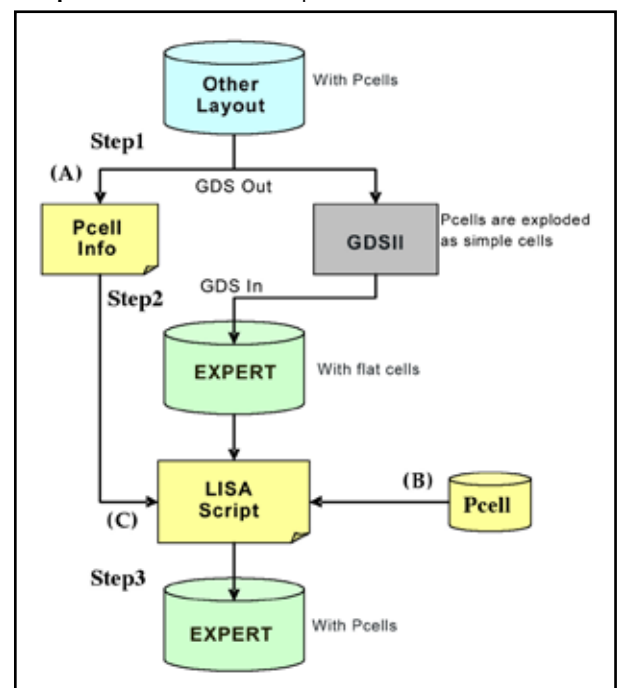 Other
Layout
With Pcells
Step1
(A)
GDS Out
Pcell
Info
GDSII
Pcells are exploded
as simple cells
Step2
GDS In
EXPERT
With flat cells
LISA
Script
(B)
Pcell
(C)
Step3
EXPERT
With Pcells